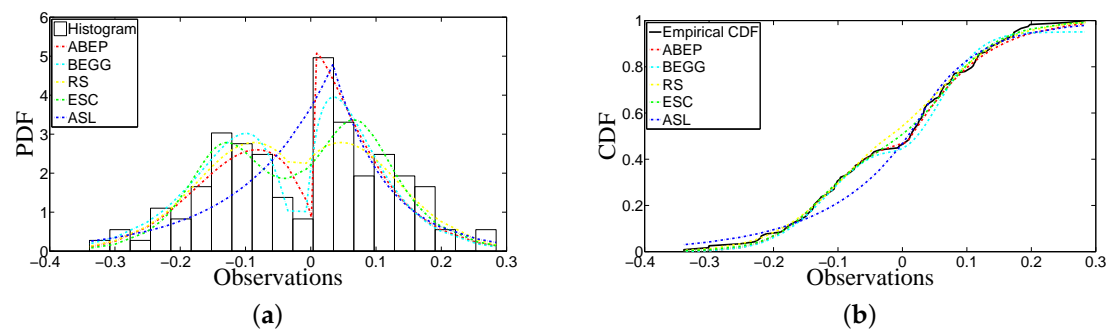 6
5
4
3
2
1
0
PDF
Histogram
ABEP
BEGG
RS
ESC
ASL
−0.4 −0.3 −0.2 −0.1 0 0.1 0.2 0.3
Observations
(a)
1
0.8
0.6
0.4
0.2
0
CDF
Empirical CDF
ABEP
BEGG
RS
ESC
ASL
−0.4 −0.3 −0.2 −0.1 0 0.1 0.2 0.3
Observations
(b)